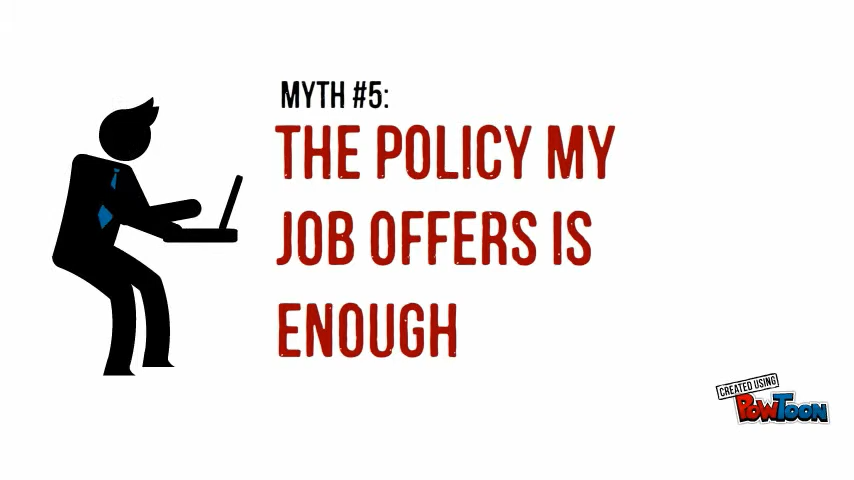 MYTH #5:
THE POLICY MY
JOB OFFERS IS
ENOUGH
CREATED USING
POWTOON